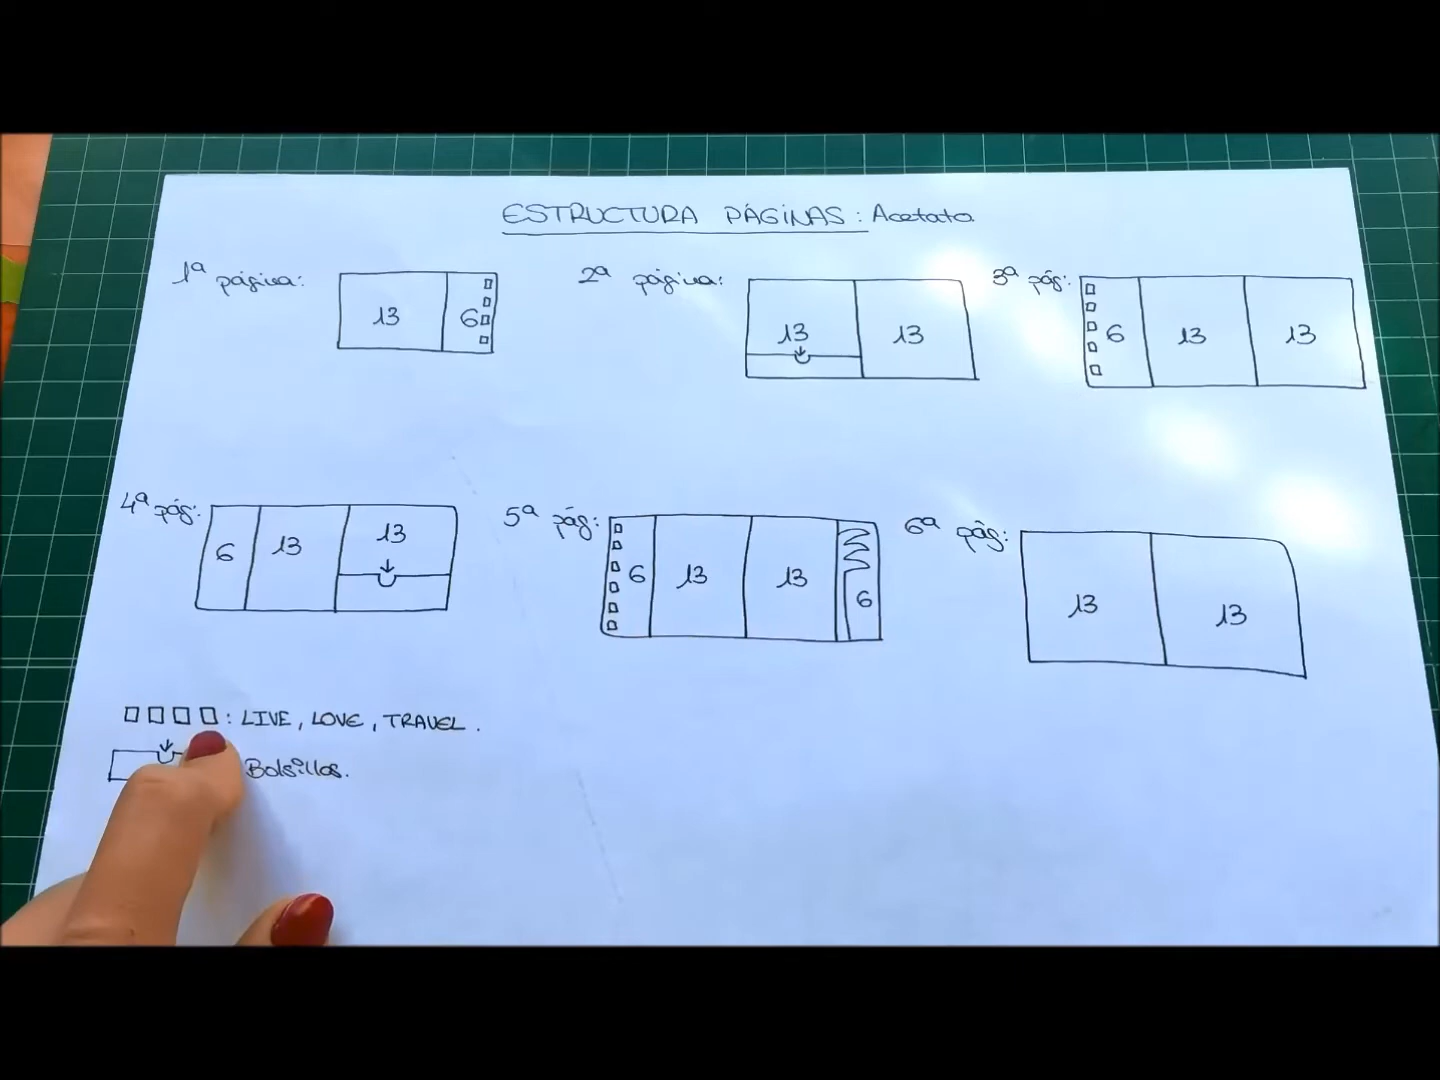 ESTRUCTURA PÁGINAS: Acetato
1ª página:
13 6
2ª página:
13 13
3ª pág:
6 13 13
4ª pág:
6 13 13
5ª pág:
6 13 13 6
6ª pág:
13 13
: LIVE, LOVE, TRAVEL.
Bolsillos.